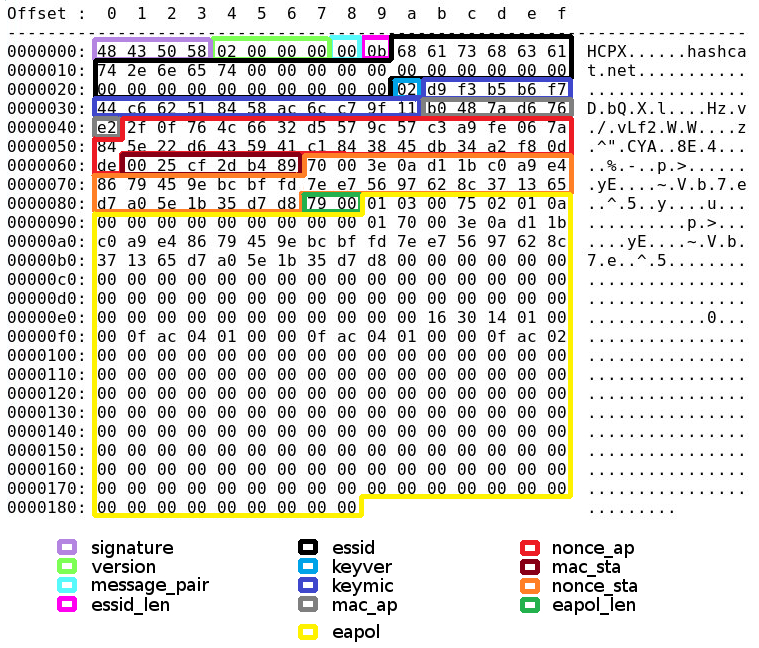 Offset : 0 1 2 3 4 5 6 7 8 9 a b c d e f
--------------------------------------------------------------------------
0000000: 48 43 50 58 02 00 00 00 00 0b 68 61 73 68 63 61 HCPX......hashca
0000010: 74 2e 6e 65 74 00 00 00 00 00 00 00 00 00 00 00 t.net...........
0000020: 00 00 00 00 00 00 00 00 00 00 02 d9 f3 b5 b6 f7 ................
0000030: 44 c6 62 51 84 58 ac 6c c7 9f 11 b0 48 7a d6 76 D.bQ.X.l....Hz.v
0000040: e2 2f 0f 76 4c 66 32 d5 57 9c 57 c3 a9 fe 06 7a ./.vLf2.W.W....z
0000050: 84 5e 22 d6 43 59 41 c1 84 38 45 db 34 a2 f8 0d .^".CYA..8E.4...
0000060: de 00 25 cf 2d b4 89 70 00 3e 0a d1 1b c0 a9 e4 ..%.-..p.>......
0000070: 86 79 45 9e bc bf fd 7e e7 56 97 62 8c 37 13 65 .yE....~.V.b.7.e
0000080: d7 a0 5e 1b 35 d7 d8 79 00 01 03 00 75 02 01 0a ..^.5..y....u...
0000090: 00 00 00 00 00 00 00 00 00 01 70 00 3e 0a d1 1b ..........p.>...
00000a0: c0 a9 e4 86 79 45 9e bc bf fd 7e e7 56 97 62 8c ....yE....~.V.b.
00000b0: 37 13 65 d7 a0 5e 1b 35 d7 d8 00 00 00 00 00 00 7.e..^.5........
00000c0: 00 00 00 00 00 00 00 00 00 00 00 00 00 00 00 00 ................
00000d0: 00 00 00 00 00 00 00 00 00 00 00 00 00 00 00 00 ................
00000e0: 00 00 00 00 00 00 00 00 00 00 00 16 30 14 01 00 ............0...
00000f0: 00 0f ac 04 01 00 00 0f ac 04 01 00 00 0f ac 02 ................
0000100: 00 00 00 00 00 00 00 00 00 00 00 00 00 00 00 00 ................
0000110: 00 00 00 00 00 00 00 00 00 00 00 00 00 00 00 00 ................
0000120: 00 00 00 00 00 00 00 00 00 00 00 00 00 00 00 00 ................
0000130: 00 00 00 00 00 00 00 00 00 00 00 00 00 00 00 00 ................
0000140: 00 00 00 00 00 00 00 00 00 00 00 00 00 00 00 00 ................
0000150: 00 00 00 00 00 00 00 00 00 00 00 00 00 00 00 00 ................
0000160: 00 00 00 00 00 00 00 00 00 00 00 00 00 00 00 00 ................
0000170: 00 00 00 00 00 00 00 00 00 00 00 00 00 00 00 00 ................
0000180: 00 00 00 00 00 00 00 00 00 .........
signature essid nonce_ap
version keyver mac_sta
message_pair keymic nonce_sta
essid_len mac_ap eapol_len
eapol